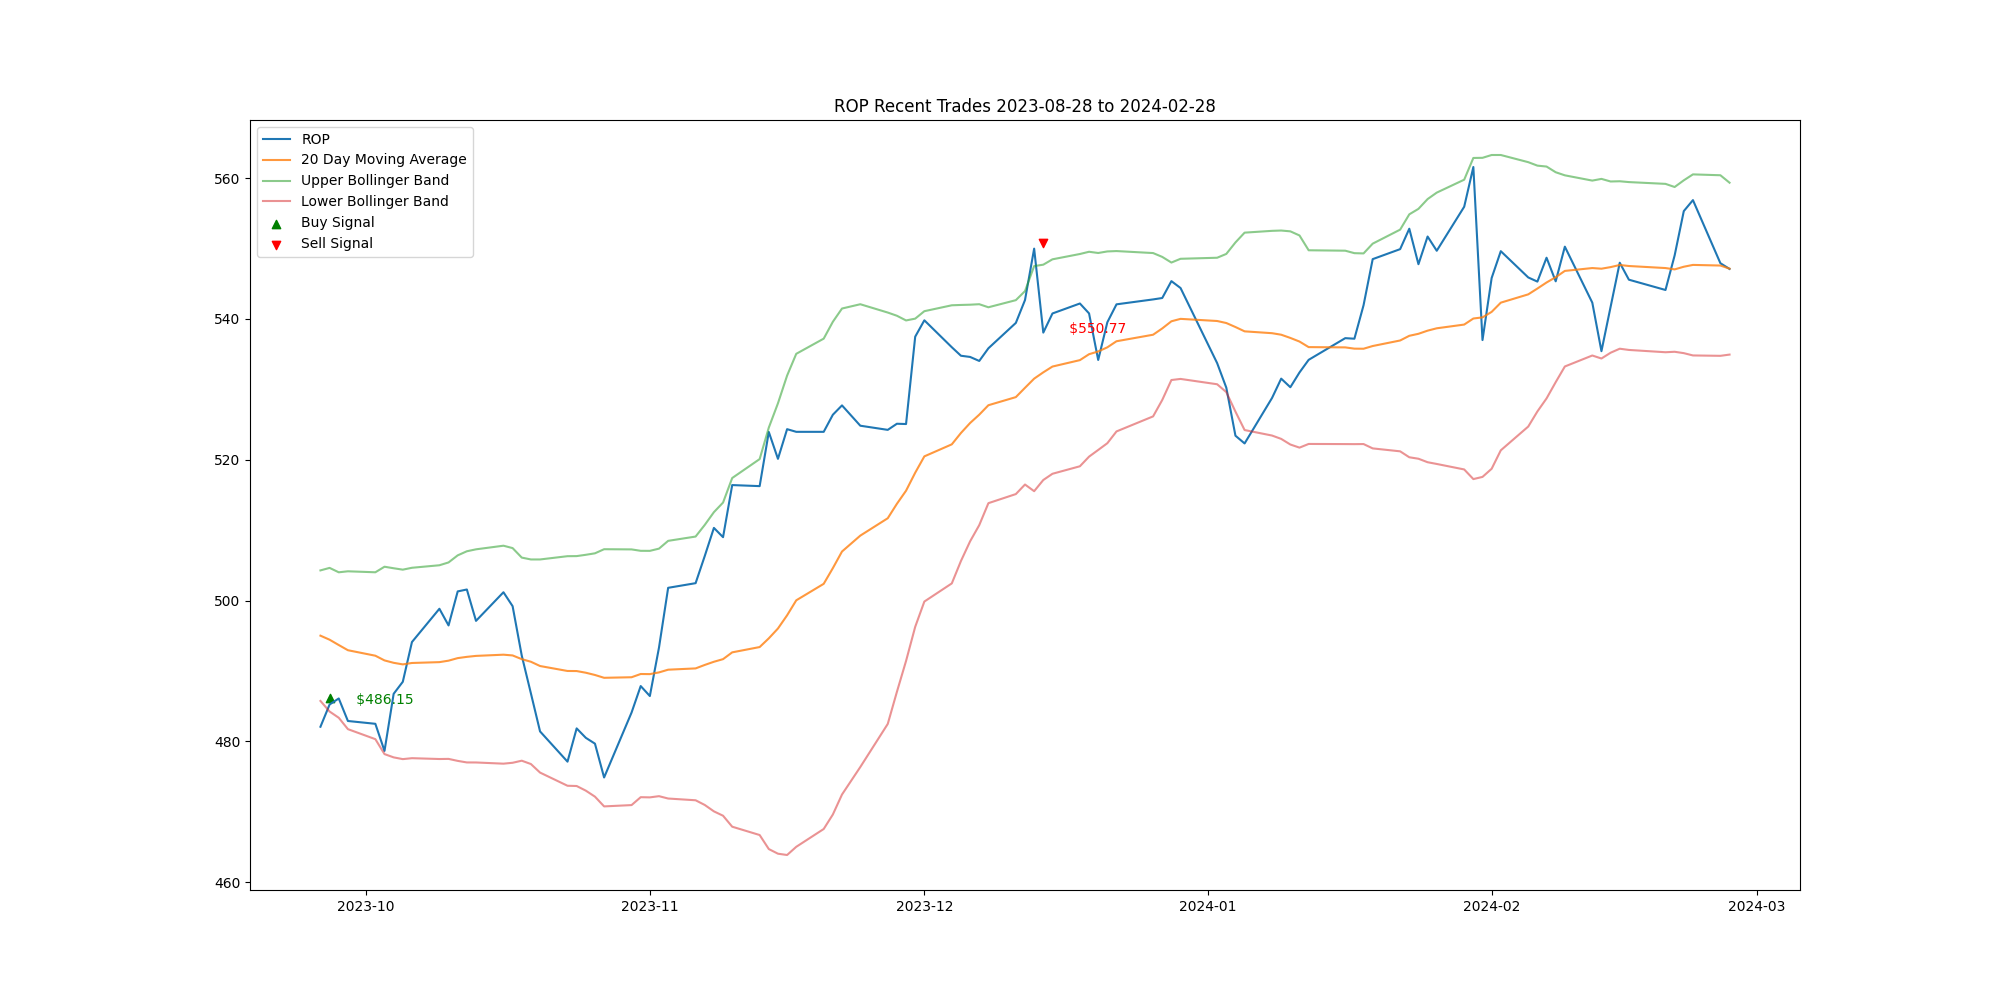 ROP Recent Trades 2023-08-28 to 2024-02-28
ROP
20 Day Moving Average
Upper Bollinger Band
Lower Bollinger Band
Buy Signal
Sell Signal
560
540
520
500
480
460
$550.77
$486.15
2023-10
2023-11
2023-12
2024-01
2024-02
2024-03